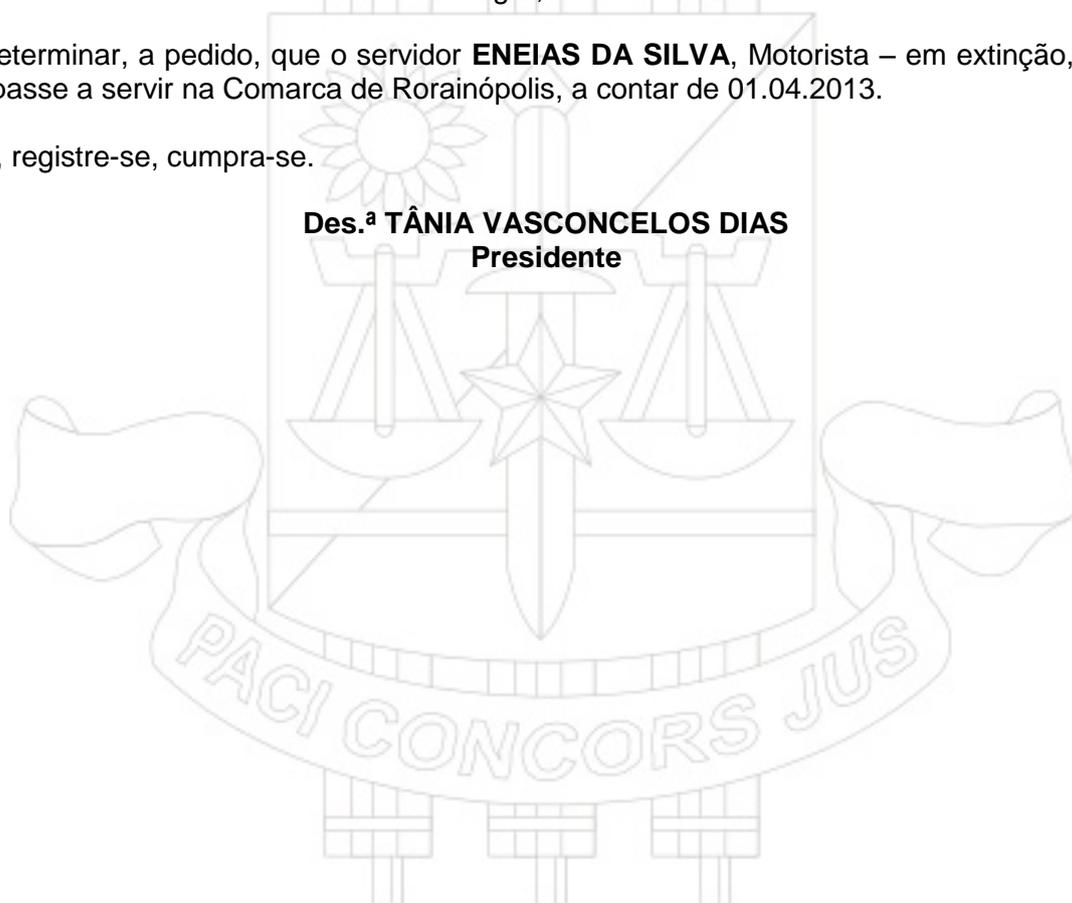 eterminar, a pedido, que o servidor ENEIAS DA SILVA, Motorista – em extinção,
passe a servir na Comarca de Rorainópolis, a contar de 01.04.2013.
, registre-se, cumpra-se.
Des.ª TÂNIA VASCONCELOS DIAS
Presidente
PACI CONCORS JUS